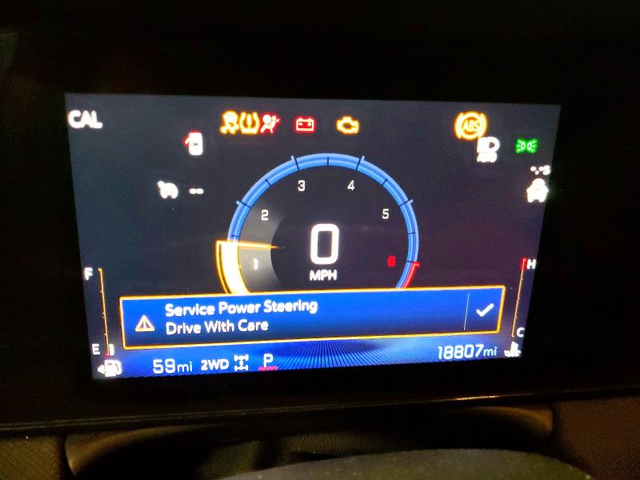 CAL
ABS
AUTO
--
3 4
2 5
0
1 6
MPH
F H
Service Power Steering
Drive With Care
E C
59mi 2WD P 18807mi